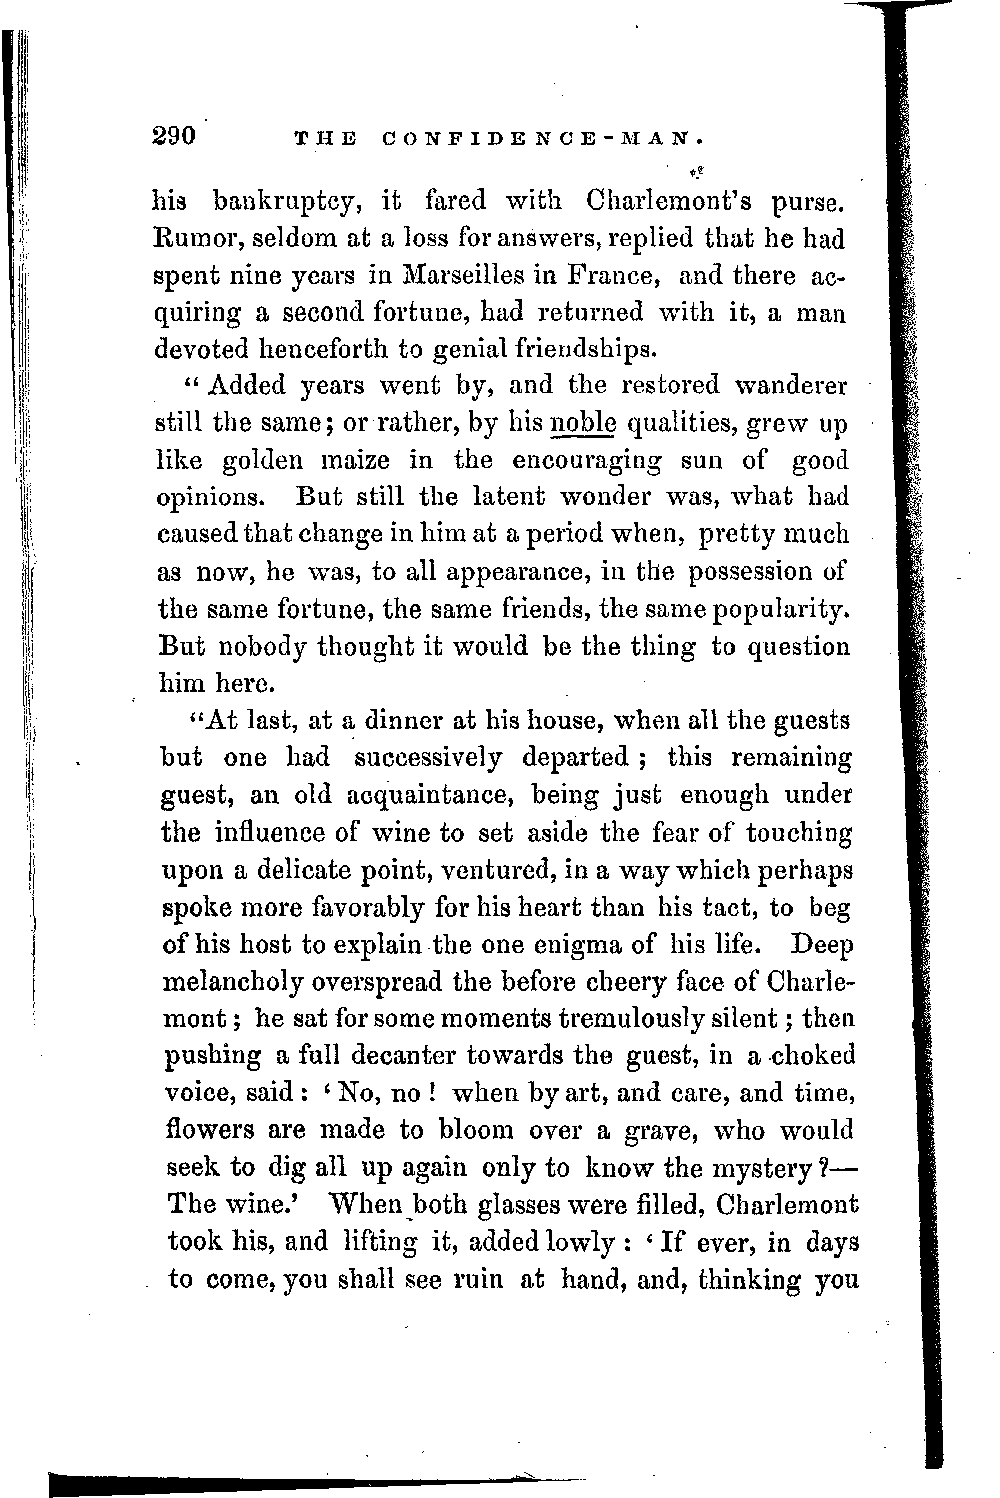 290 THE CONFIDENCE-MAN.
his bankruptcy, it fared with Charlemont's purse.
Rumor, seldom at a loss for answers, replied that he had
spent nine years in Marseilles in France, and there ac-
quiring a second fortune, had returned with it, a man
devoted henceforth to genial friendships.
“Added years went by, and the restored wanderer
still the same; or rather, by his noble qualities, grew up
like golden maize in the encouraging sun of good
opinions. But still the latent wonder was, what had
caused that change in him at a period when, pretty much
as now, he was, to all appearance, in the possession of
the same fortune, the same friends, the same popularity.
But nobody thought it would be the thing to question
him here.
“At last, at a dinner at his house, when all the guests
but one had successively departed; this remaining
guest, an old acquaintance, being just enough under
the influence of wine to set aside the fear of touching
upon a delicate point, ventured, in a way which perhaps
spoke more favorably for his heart than his tact, to beg
of his host to explain the one enigma of his life. Deep
melancholy overspread the before cheery face of Charle-
mont; he sat for some moments tremulously silent; then
pushing a full decanter towards the guest, in a choked
voice, said: ‘No, no! when by art, and care, and time,
flowers are made to bloom over a grave, who would
seek to dig all up again only to know the mystery?—
The wine.’ When both glasses were filled, Charlemont
took his, and lifting it, added lowly: ‘If ever, in days
to come, you shall see ruin at hand, and, thinking you